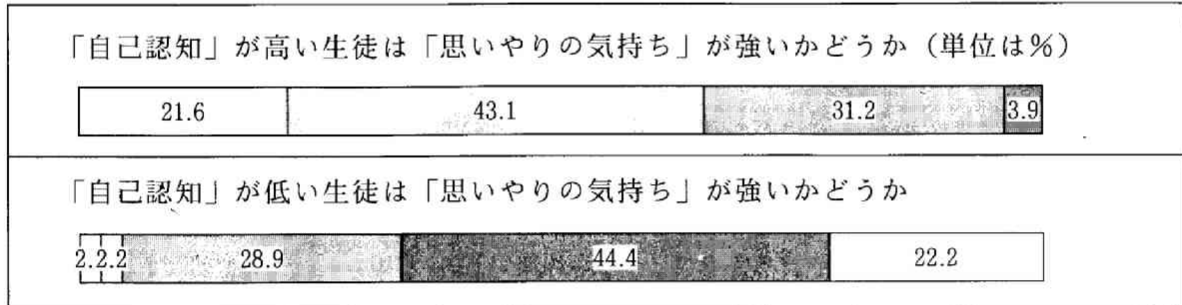 「自己認知」が高い生徒は「思いやりの気持ち」が強いかどうか（単位は％）
21.6 43.1 31.2 3.9
「自己認知」が低い生徒は「思いやりの気持ち」が強いかどうか
2.2 2.2 28.9 44.4 22.2